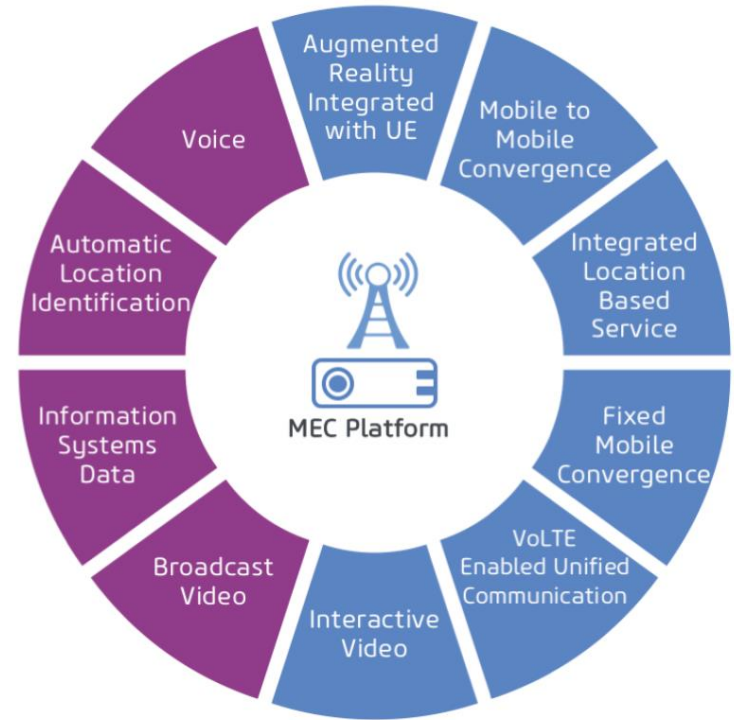 Augmented
Reality
Integrated
with UE
Mobile to
Mobile
Convergence
Integrated
Location
Based
Service
Fixed
Mobile
Convergence
VoLTE
Enabled Unified
Communication
Interactive
Video
Broadcast
Video
Information
Systems
Data
Automatic
Location
Identification
Voice
MEC Platform